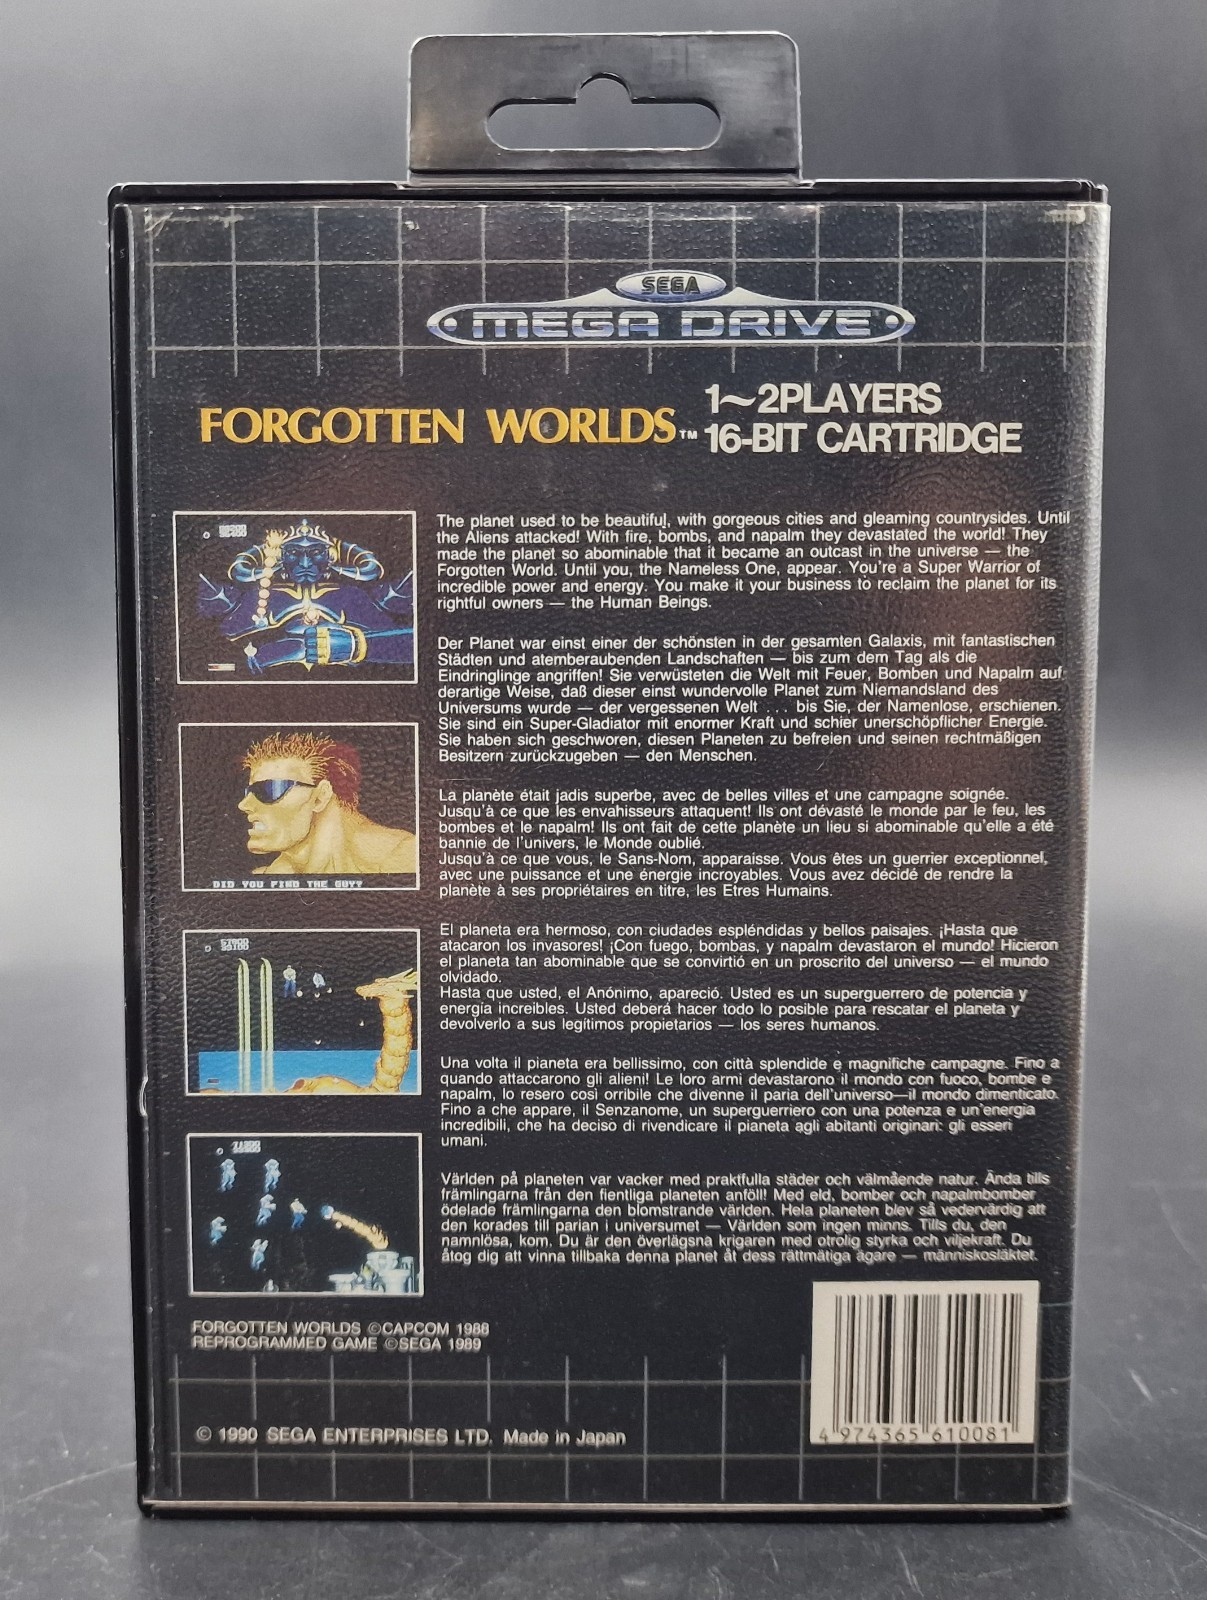 SEGA
MEGA DRIVE
FORGOTTEN WORLDS™
1~2PLAYERS
16-BIT CARTRIDGE
The planet used to be beautiful, with gorgeous cities and gleaming countrysides. Until
the Aliens attacked! With fire, bombs, and napalm they devastated the world! They
made the planet so abominable that it became an outcast in the universe — the
Forgotten World. Until you, the Nameless One, appear. You're a Super Warrior of
incredible power and energy. You make it your business to reclaim the planet for its
rightful owners — the Human Beings.
Der Planet war einst einer der schönsten in der gesamten Galaxis, mit fantastischen
Städten und atemberaubenden Landschaften — bis zum dem Tag als die
Eindringlinge angriffen! Sie verwüsteten die Welt mit Feuer, Bomben und Napalm auf
derartige Weise, daß dieser einst wundervolle Planet zum Niemandsland des
Universums wurde — der vergessenen Welt . . . bis Sie, der Namenlose, erschienen.
Sie sind ein Super-Gladiator mit enormer Kraft und schier unerschöpflicher Energie.
Sie haben sich geschworen, diesen Planeten zu befreien und seinen rechtmäßigen
Besitzern zurückzugeben — den Menschen.
La planète était jadis superbe, avec de belles villes et une campagne soignée.
Jusqu'à ce que les envahisseurs attaquent! Ils ont dévasté le monde par le feu, les
bombes et le napalm! Ils ont fait de cette planète un lieu si abominable qu'elle a été
bannie de l'univers, le Monde oublié.
Jusqu'à ce que vous, le Sans-Nom, apparaisse. Vous êtes un guerrier exceptionnel,
avec une puissance et une énergie incroyables. Vous avez décidé de rendre la
planète à ses propriétaires en titre, les Etres Humains.
DID YOU FIND THE GUY?
El planeta era hermoso, con ciudades espléndidas y bellos paisajes. ¡Hasta que
atacaron los invasores! ¡Con fuego, bombas, y napalm devastaron el mundo! Hicieron
el planeta tan abominable que se convirtió en un proscrito del universo — el mundo
olvidado.
Hasta que usted, el Anónimo, apareció. Usted es un superguerrero de potencia y
energía increibles. Usted deberá hacer todo lo posible para rescatar el planeta y
devolverlo a sus legítimos propietarios — los seres humanos.
Una volta il pianeta era bellissimo, con città splendide e magnifiche campagne. Fino a
quando attaccarono gli alieni! Le loro armi devastarono il mondo con fuoco, bombe e
napalm, lo resero così orribile che divenne il paria dell'universo—il mondo dimenticato.
Fino a che appare, il Senzanome, un superguerriero con una potenza e un'energia
incredibili, che ha deciso di rivendicare il pianeta agli abitanti originari: gli esseri
umani.
Världen på planeten var vacker med praktfulla städer och välmående natur. Ända tills
främlingarna från den fientliga planeten anföll! Med eld, bomber och napalmbomber
ödelade främlingarna den blomstrande världen. Hela planeten blev så vedervärdig att
den korades till parian i universumet — Världen som ingen minns. Tills du, den
namnlösa, kom. Du är den överlägsna krigaren med otrolig styrka och viljekraft. Du
åtog dig att vinna tillbaka denna planet åt dess rättmätiga ägare — människosläktet.
FORGOTTEN WORLDS ©CAPCOM 1988
REPROGRAMMED GAME ©SEGA 1989
© 1990 SEGA ENTERPRISES LTD. Made in Japan
4 974365 610081